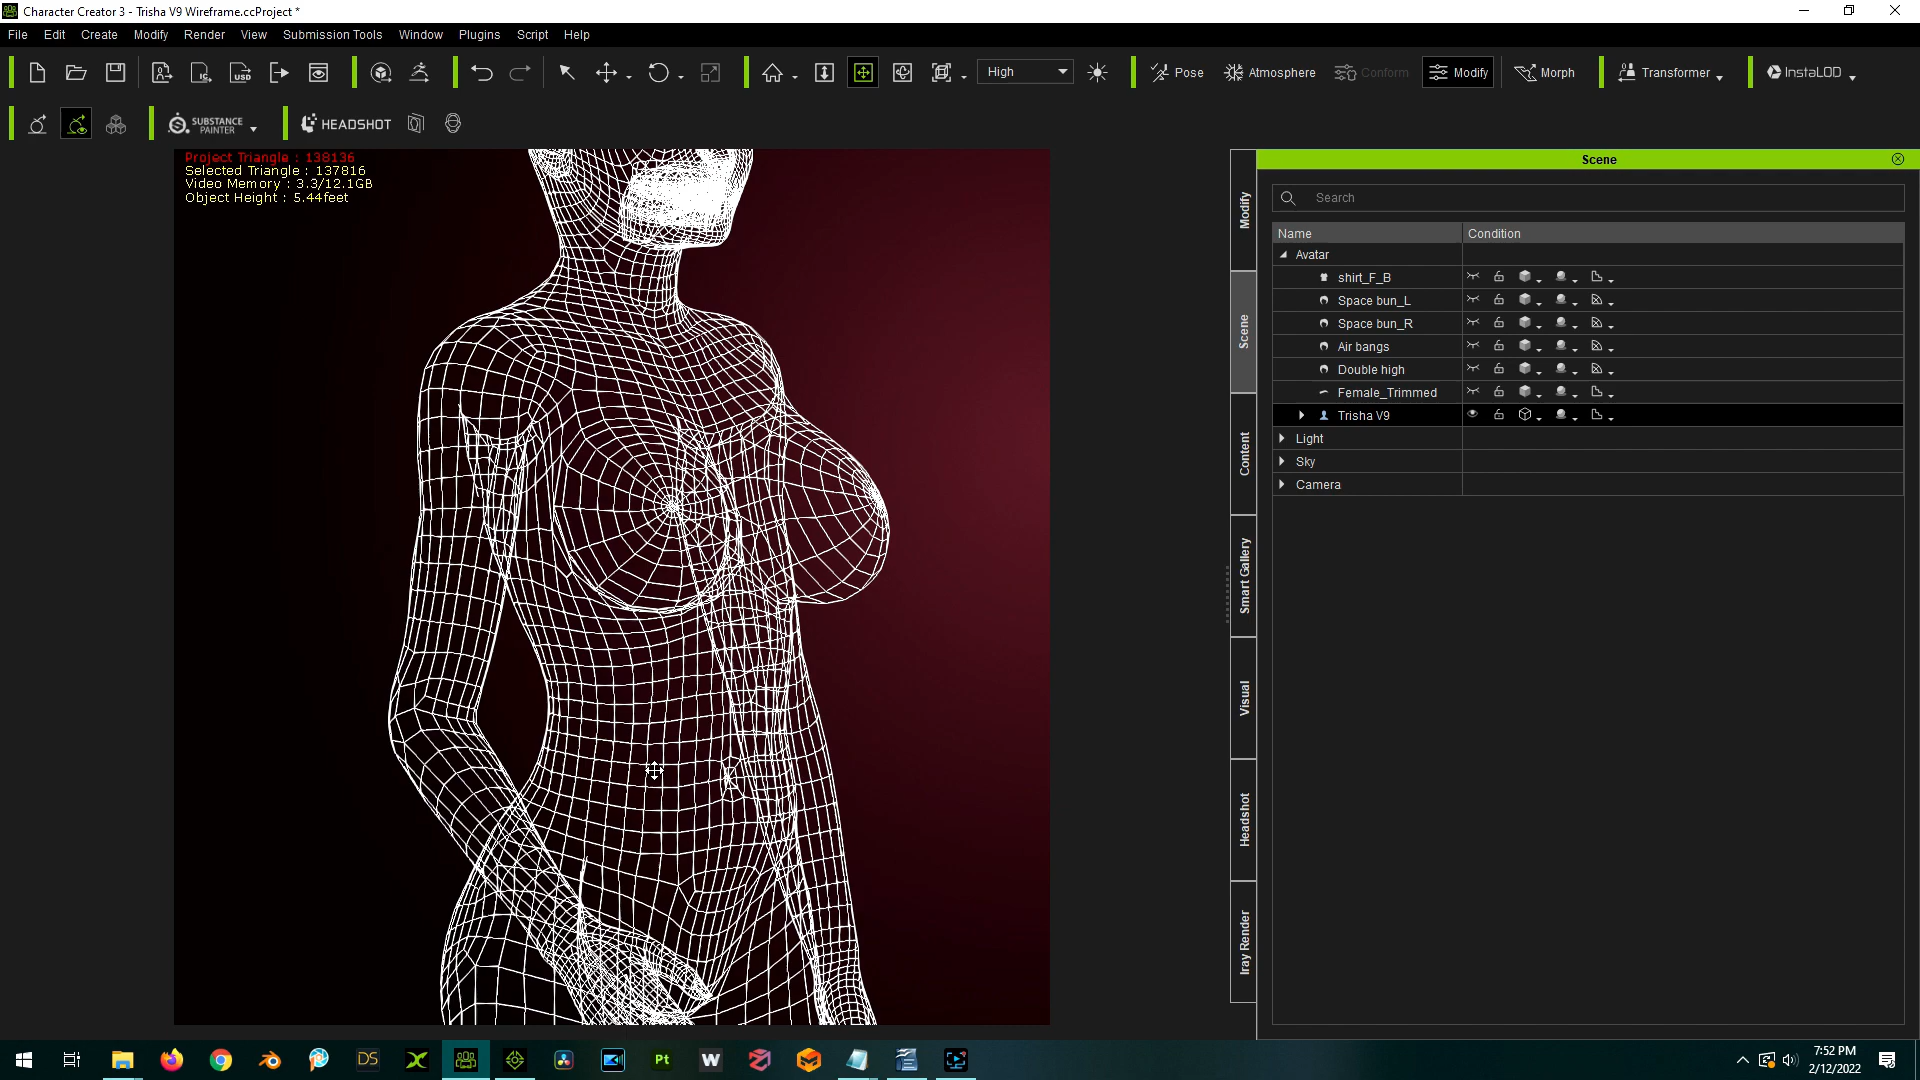 Character Creator 3 - Trisha V9 Wireframe.ccProject *
File Edit Create Modify Render View Submission Tools Window Plugins Script Help
High Pose Atmosphere Conform Modify Morph Transformer InstaLOD
SUBSTANCE PAINTER HEADSHOT
Project Triangle : 138136
Selected Triangle : 137816
Video Memory : 3.3/12.1GB
Object Height : 5.44feet
Modify
Scene
Content
Smart Gallery
Visual
Headshot
Iray Render
Scene
Search
Name Condition
Avatar
shirt_F_B
Space bun_L
Space bun_R
Air bangs
Double high
Female_Trimmed
Trisha V9
Light
Sky
Camera
DS Pt W
7:52 PM
2/12/2022